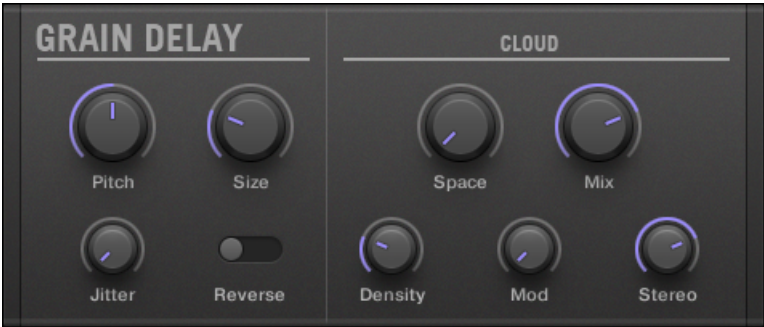 GRAIN DELAY
CLOUD
Pitch
Size
Space
Mix
Jitter
Reverse
Density
Mod
Stereo